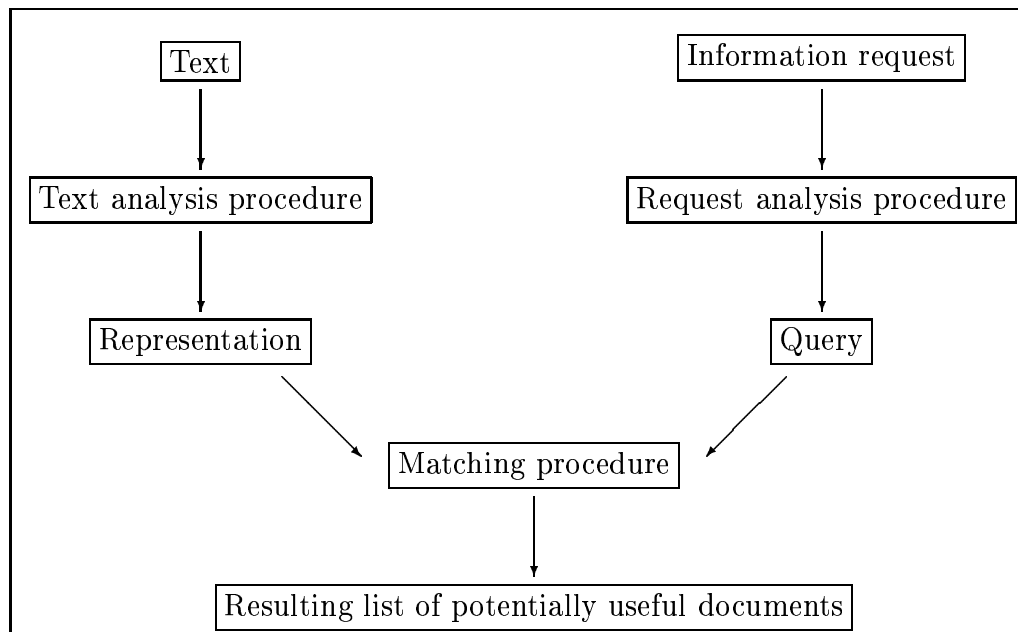 Text
Information request
Text analysis procedure
Request analysis procedure
Representation
Query
Matching procedure
Resulting list of potentially useful documents